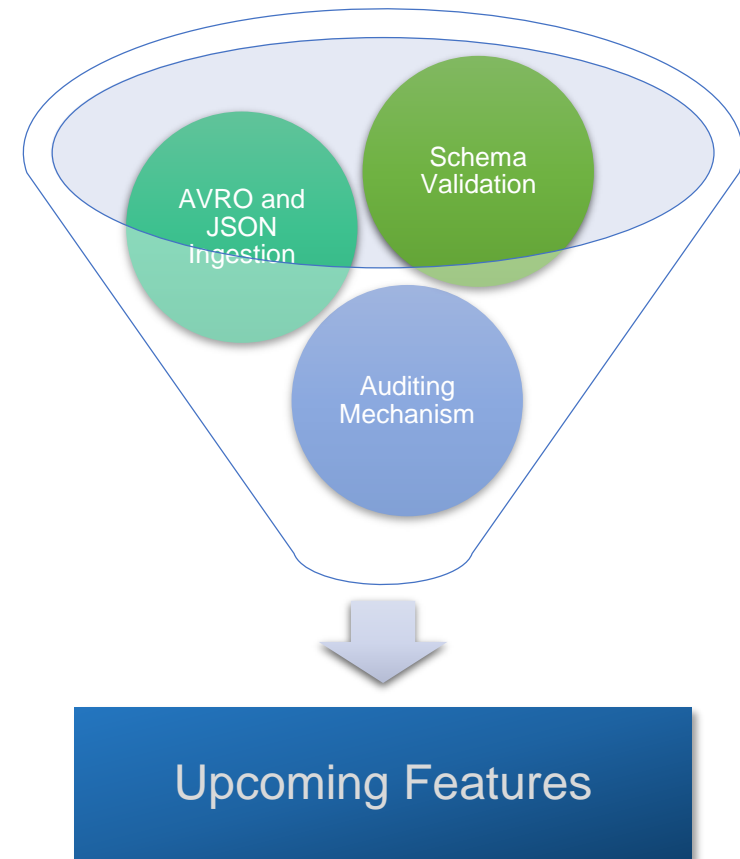 Schema
Validation
AVRO and
JSON
Ingestion
Auditing
Mechanism
Upcoming Features